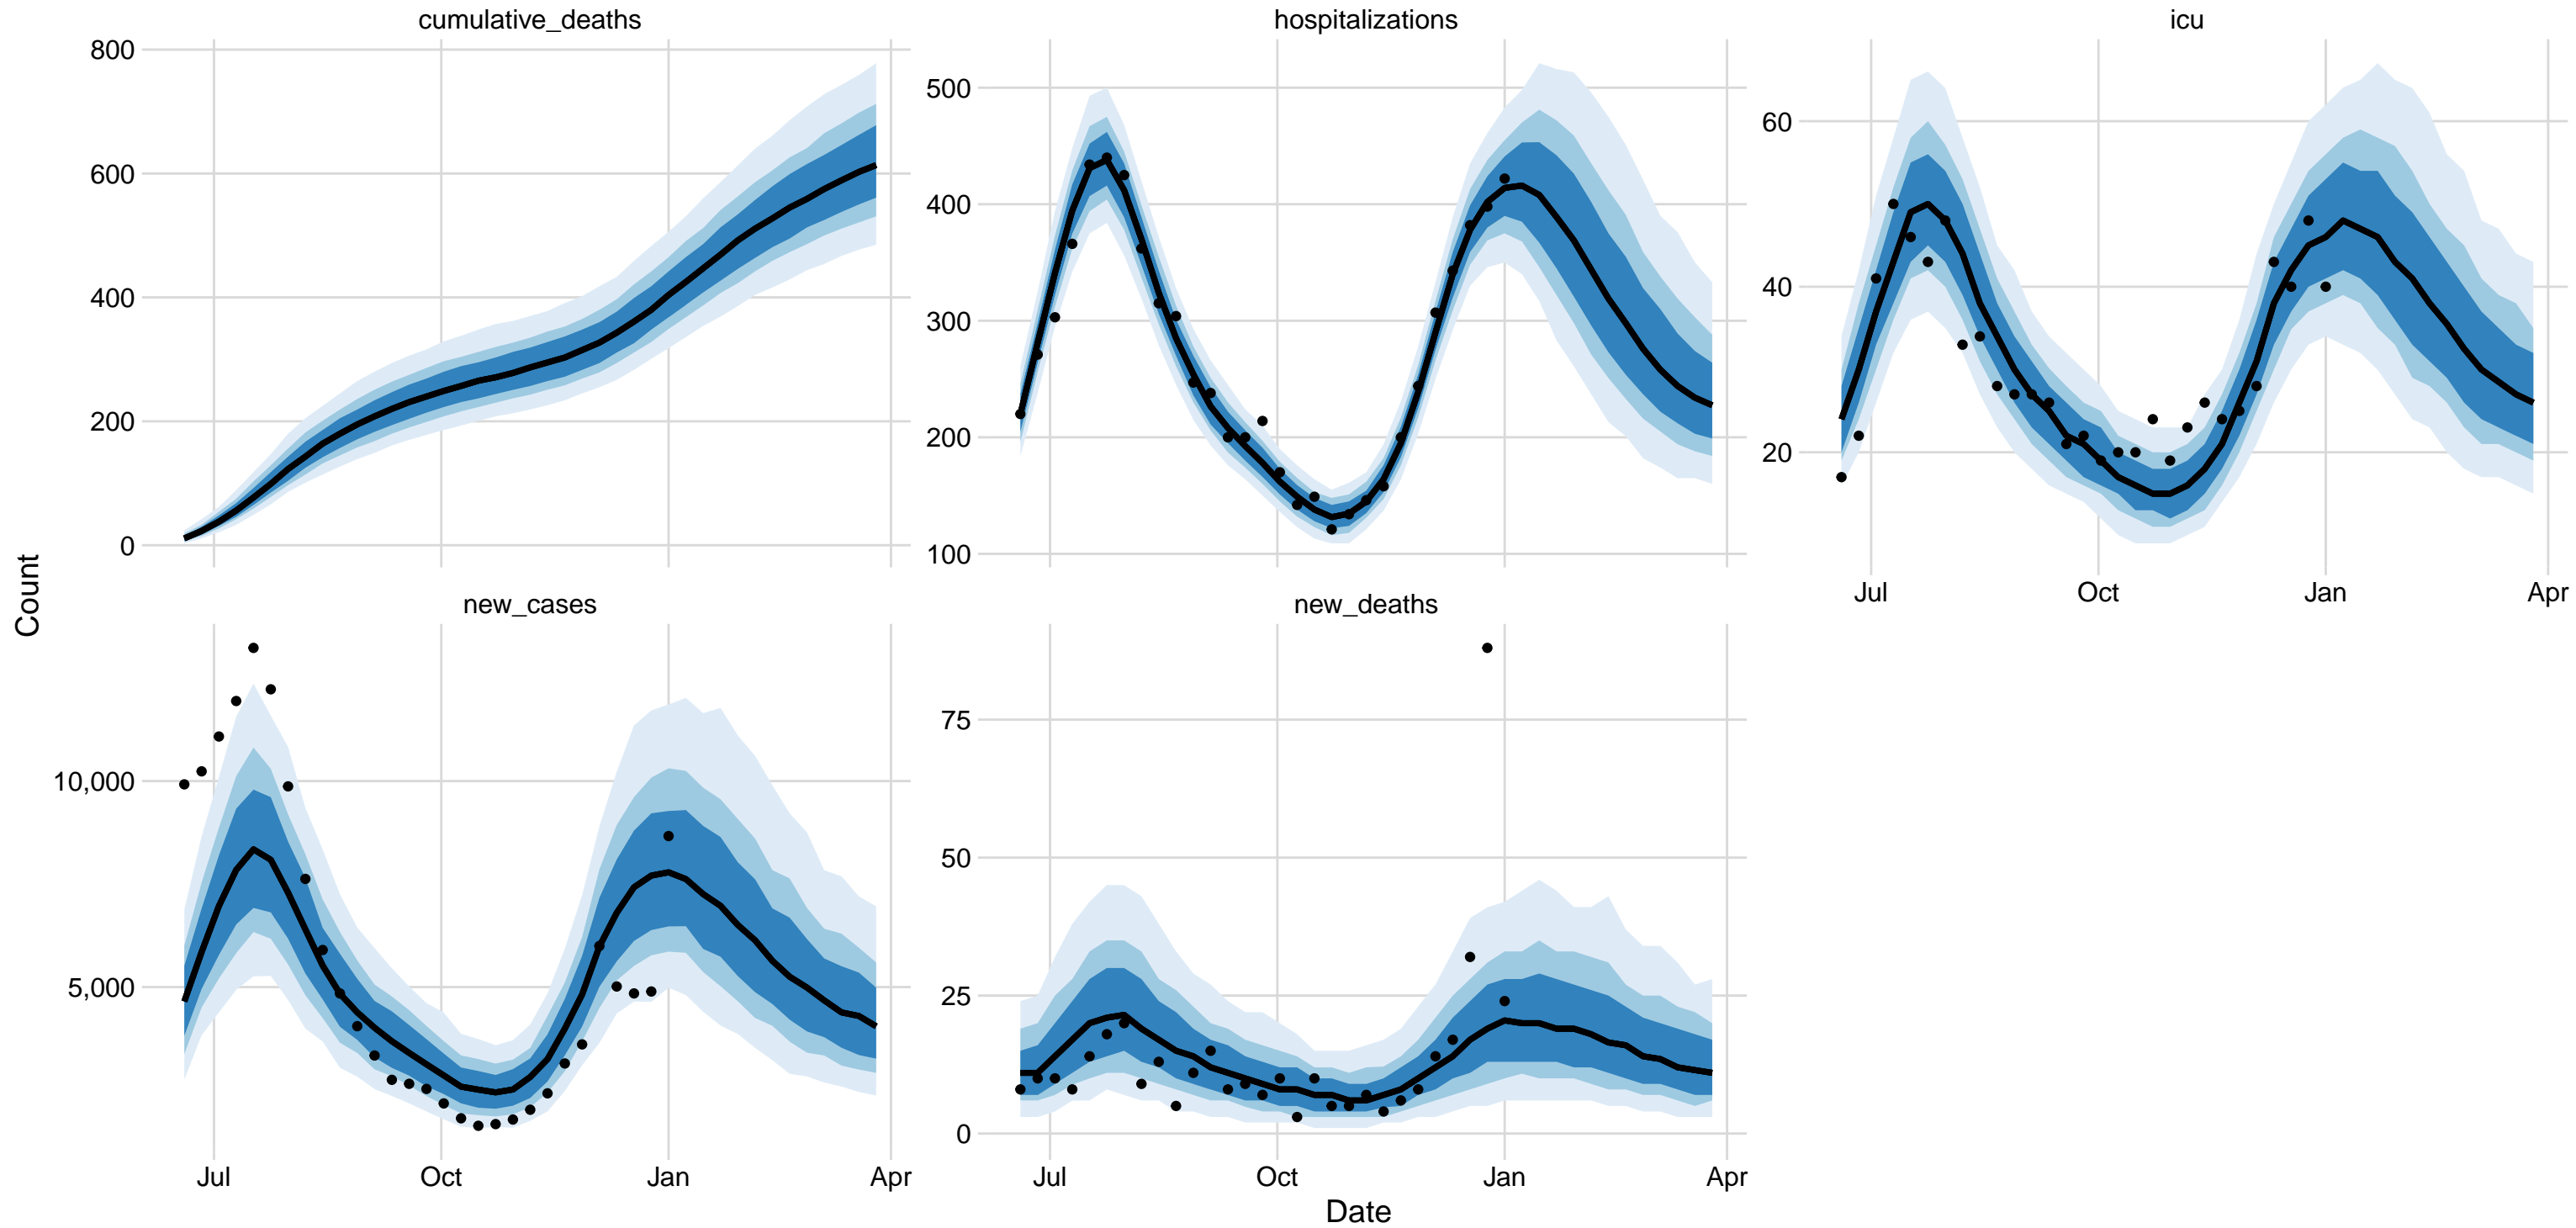 cumulative_deaths
800
600
400
200
0
hospitalizations
500
400
300
200
100
icu
60
40
20
Jul Oct Jan Apr
Count
new_cases
10,000
5,000
Jul Oct Jan Apr
new_deaths
75
50
25
0
Jul Oct Jan Apr
Date